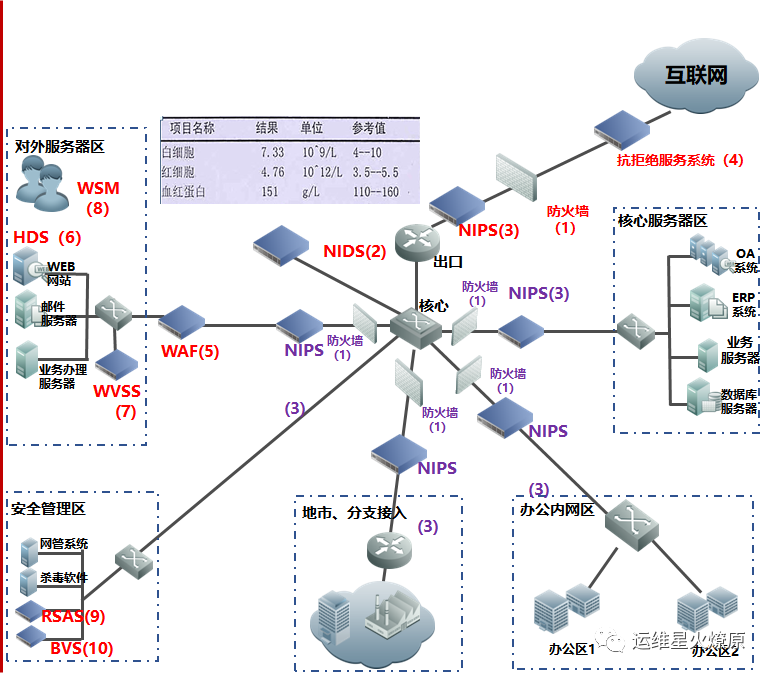 互联网
抗拒绝服务系统(4)
防火墙
(1)
NIPS(3)
出口
项目名称 结果 单位 参考值
白细胞 7.33 10^9/L 4--10
红细胞 4.76 10^12/L 3.5--5.5
血红蛋白 151 g/L 110--160
对外服务器区
WSM
(8)
HDS(6)
WEB
网站
邮件
服务器
业务办理
服务器
WVSS
(7)
WAF(5)
NIPS
防火墙
(1)
NIDS(2)
核心
防火墙
(1)
NIPS(3)
核心服务器区
OA
系统
ERP
系统
业务
服务器
数据库
服务器
(3)
防火墙
(1)
NIPS
(3)
防火墙
(1)
NIPS
(3)
安全管理区
网管系统
杀毒软件
RSAS(9)
BVS(10)
地市、分支接入
办公内网区
办公区1
办公区2
运维星火燎原